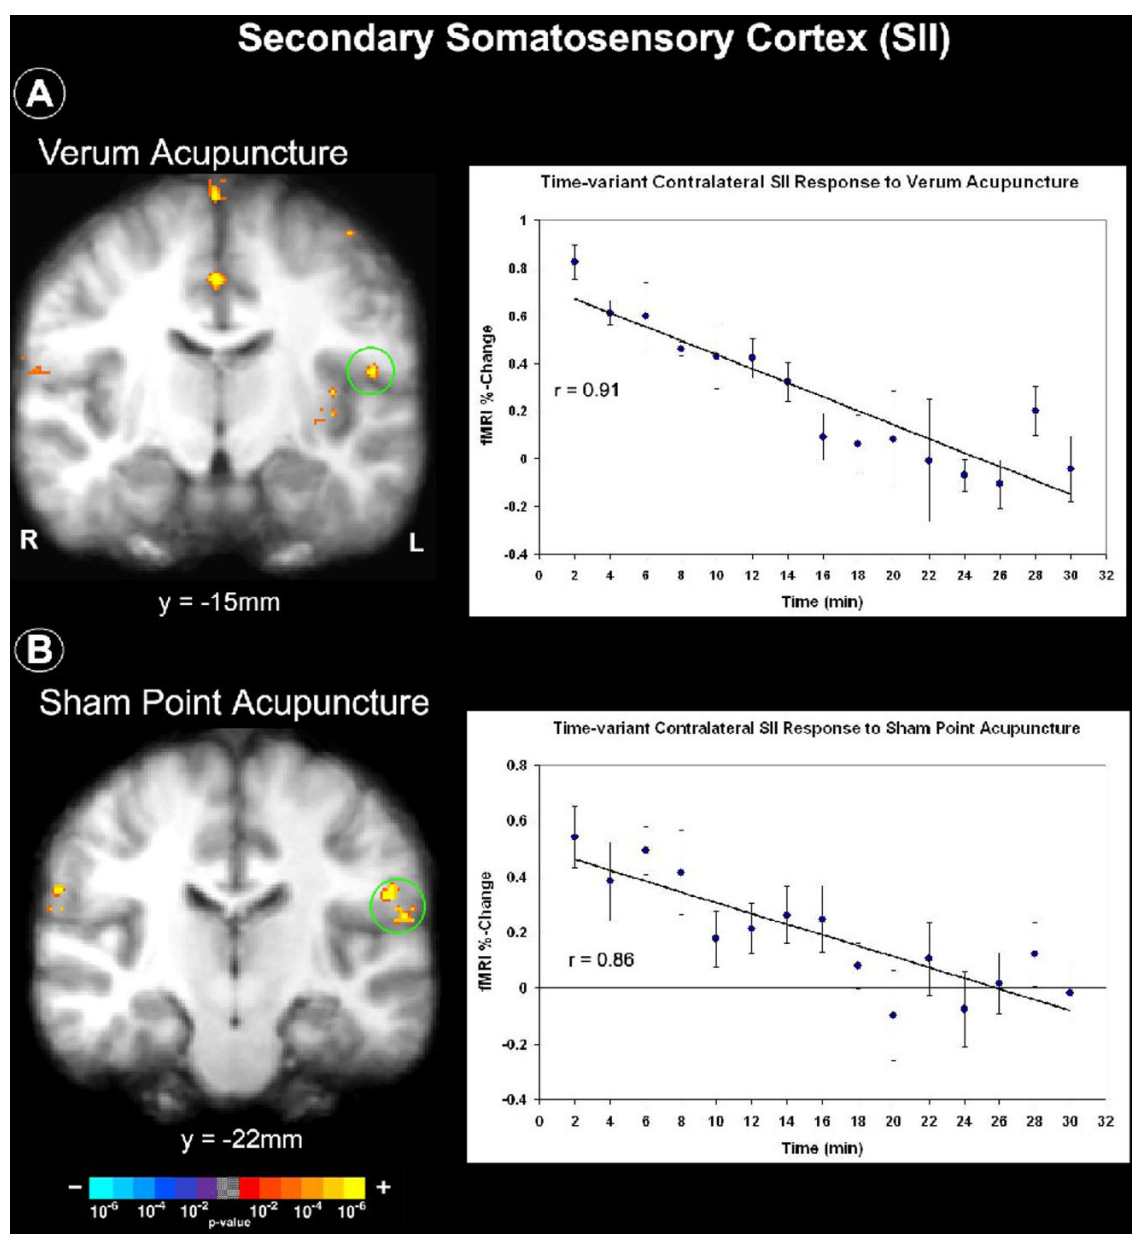 Secondary Somatosensory Cortex (SII)
A
Verum Acupuncture
R
L
y = -15mm
Time-variant Contralateral SII Response to Verum Acupuncture
fMRI %-Change
1
0.8
0.6
0.4
0.2
0
-0.2
-0.4
r = 0.91
0 2 4 6 8 10 12 14 16 18 20 22 24 26 28 30 32
Time (min)
B
Sham Point Acupuncture
y = -22mm
Time-variant Contralateral SII Response to Sham Point Acupuncture
fMRI %-Change
0.8
0.6
0.4
0.2
0
-0.2
-0.4
r = 0.86
0 2 4 6 8 10 12 14 16 18 20 22 24 26 28 30 32
Time (min)
− +
10⁻⁶ 10⁻⁴ 10⁻² 10⁻² 10⁻⁴ 10⁻⁶
p-value